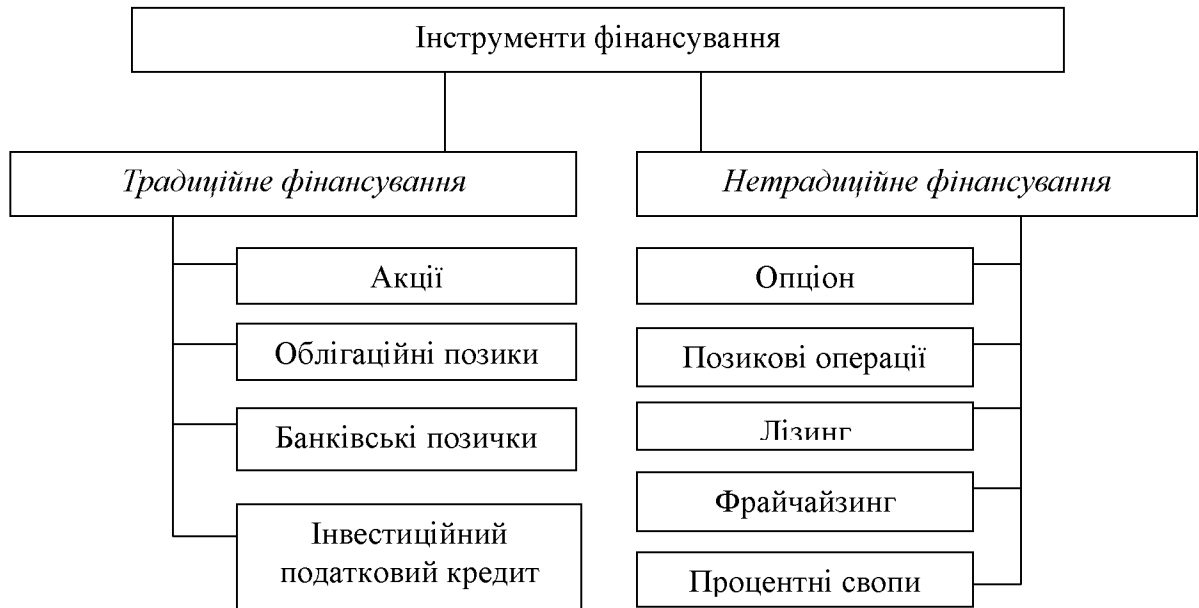 Інструменти фінансування
Традиційне фінансування
Акції
Облігаційні позики
Банківські позички
Інвестиційний
податковий кредит
Нетрадиційне фінансування
Опціон
Позикові операції
Лізинг
Фрайчайзинг
Процентні свопи